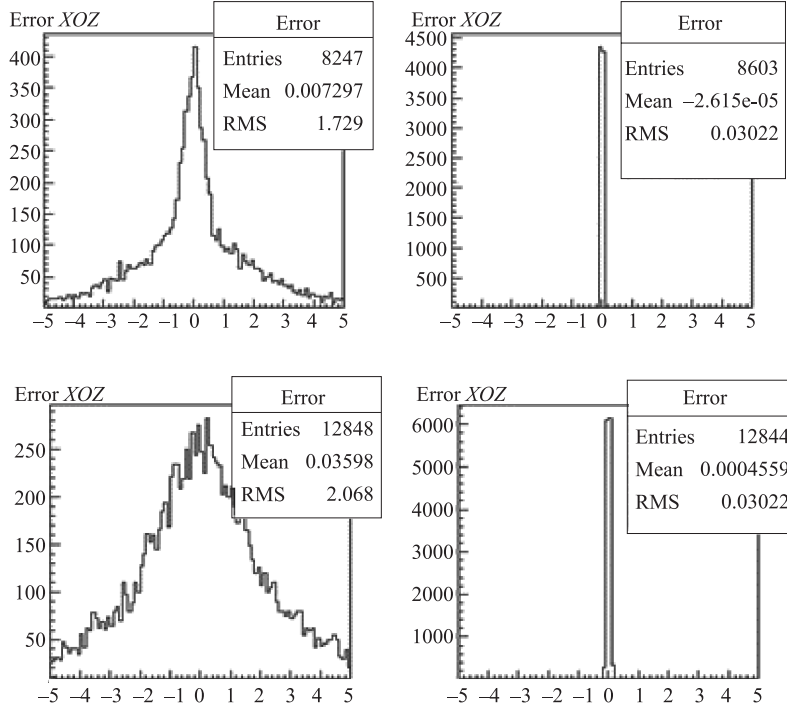 Error XOZ
Error
Entries 8247
Mean 0.007297
RMS 1.729
400
350
300
250
200
150
100
50
–5 –4 –3 –2 –1 0 1 2 3 4 5
Error XOZ
Error
Entries 8603
Mean –2.615e-05
RMS 0.03022
4500
4000
3500
3000
2500
2000
1500
1000
500
–5 –4 –3 –2 –1 0 1 2 3 4 5
Error XOZ
Error
Entries 12848
Mean 0.03598
RMS 2.068
250
200
150
100
50
–5 –4 –3 –2 –1 0 1 2 3 4 5
Error XOZ
Error
Entries 12844
Mean 0.0004559
RMS 0.03022
6000
5000
4000
3000
2000
1000
–5 –4 –3 –2 –1 0 1 2 3 4 5